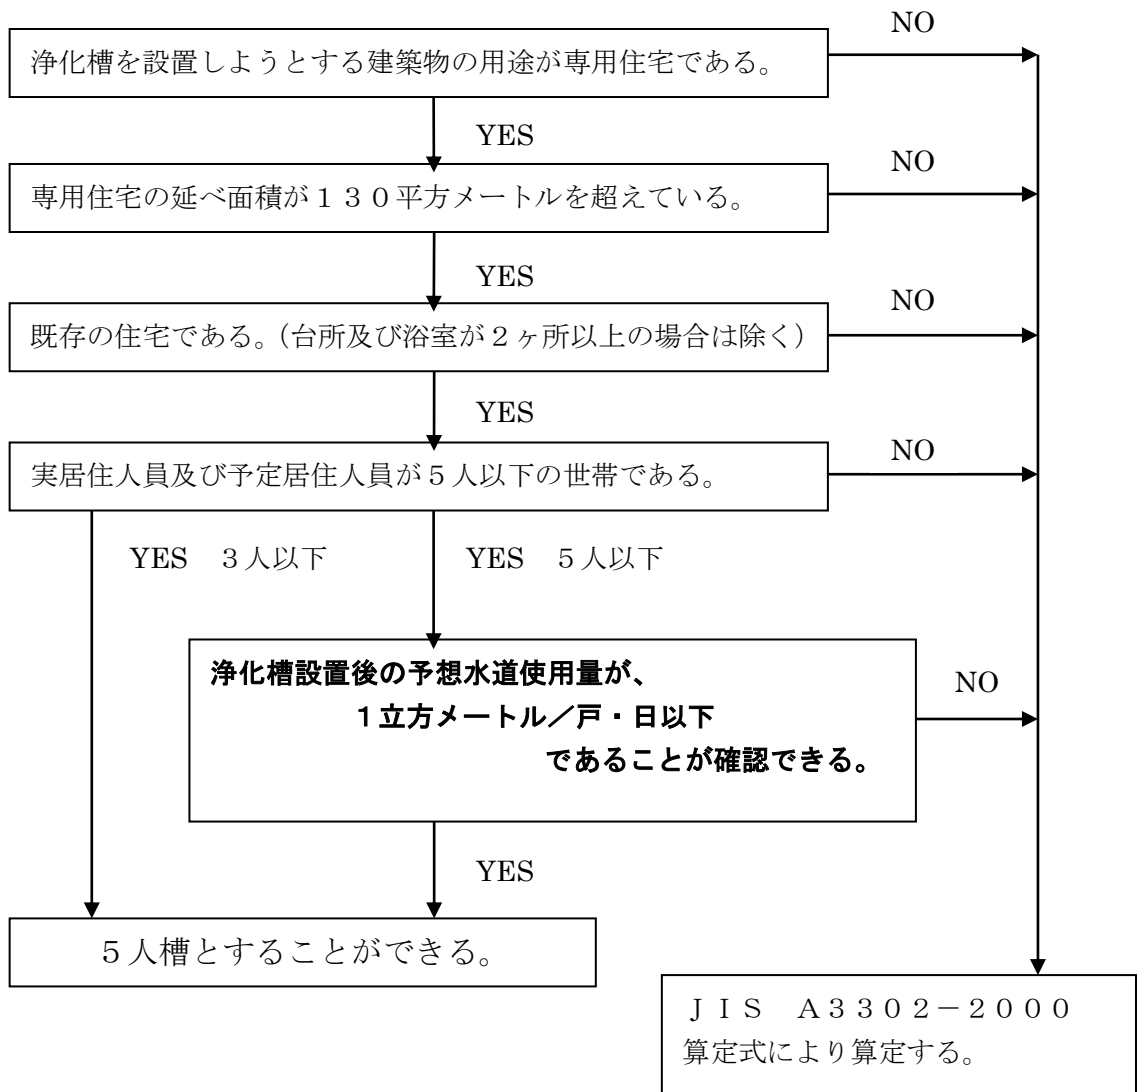 NO
浄化槽を設置しようとする建築物の用途が専用住宅である。
YES
NO
専用住宅の延べ面積が１３０平方メートルを超えている。
YES
NO
既存の住宅である。（台所及び浴室が２ヶ所以上の場合は除く）
YES
NO
実居住人員及び予定居住人員が５人以下の世帯である。
YES　３人以下
YES　５人以下
浄化槽設置後の予想水道使用量が、
１立方メートル／戸・日以下
であることが確認できる。
NO
YES
５人槽とすることができる。
ＪＩＳ　Ａ３３０２－２０００
算定式により算定する。